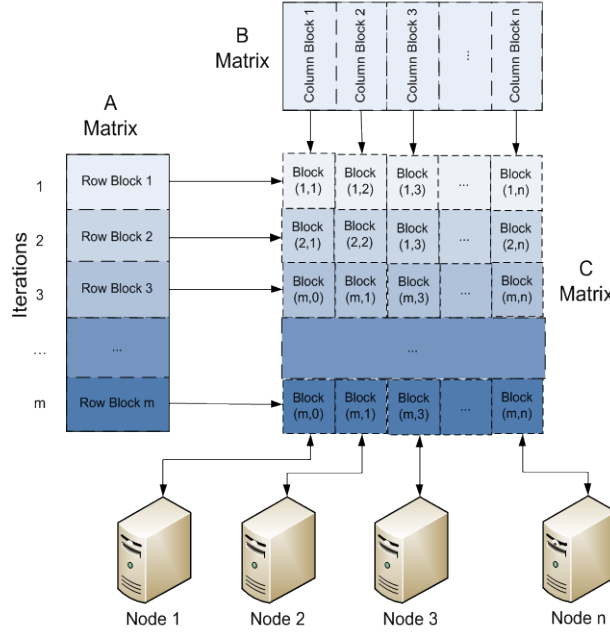 B
Matrix
Column Block 1
Column Block 2
Column Block 3
...
Column Block n
A
Matrix
Iterations
1
Row Block 1
Block
(1,1)
Block
(1,2)
Block
(1,3)
...
Block
(1,n)
2
Row Block 2
Block
(2,1)
Block
(2,2)
Block
(1,3)
...
Block
(2,n)
3
Row Block 3
Block
(m,0)
Block
(m,1)
Block
(m,3)
...
Block
(m,n)
C
Matrix
...
...
...
m
Row Block m
Block
(m,0)
Block
(m,1)
Block
(m,3)
...
Block
(m,n)
Node 1
Node 2
Node 3
Node n